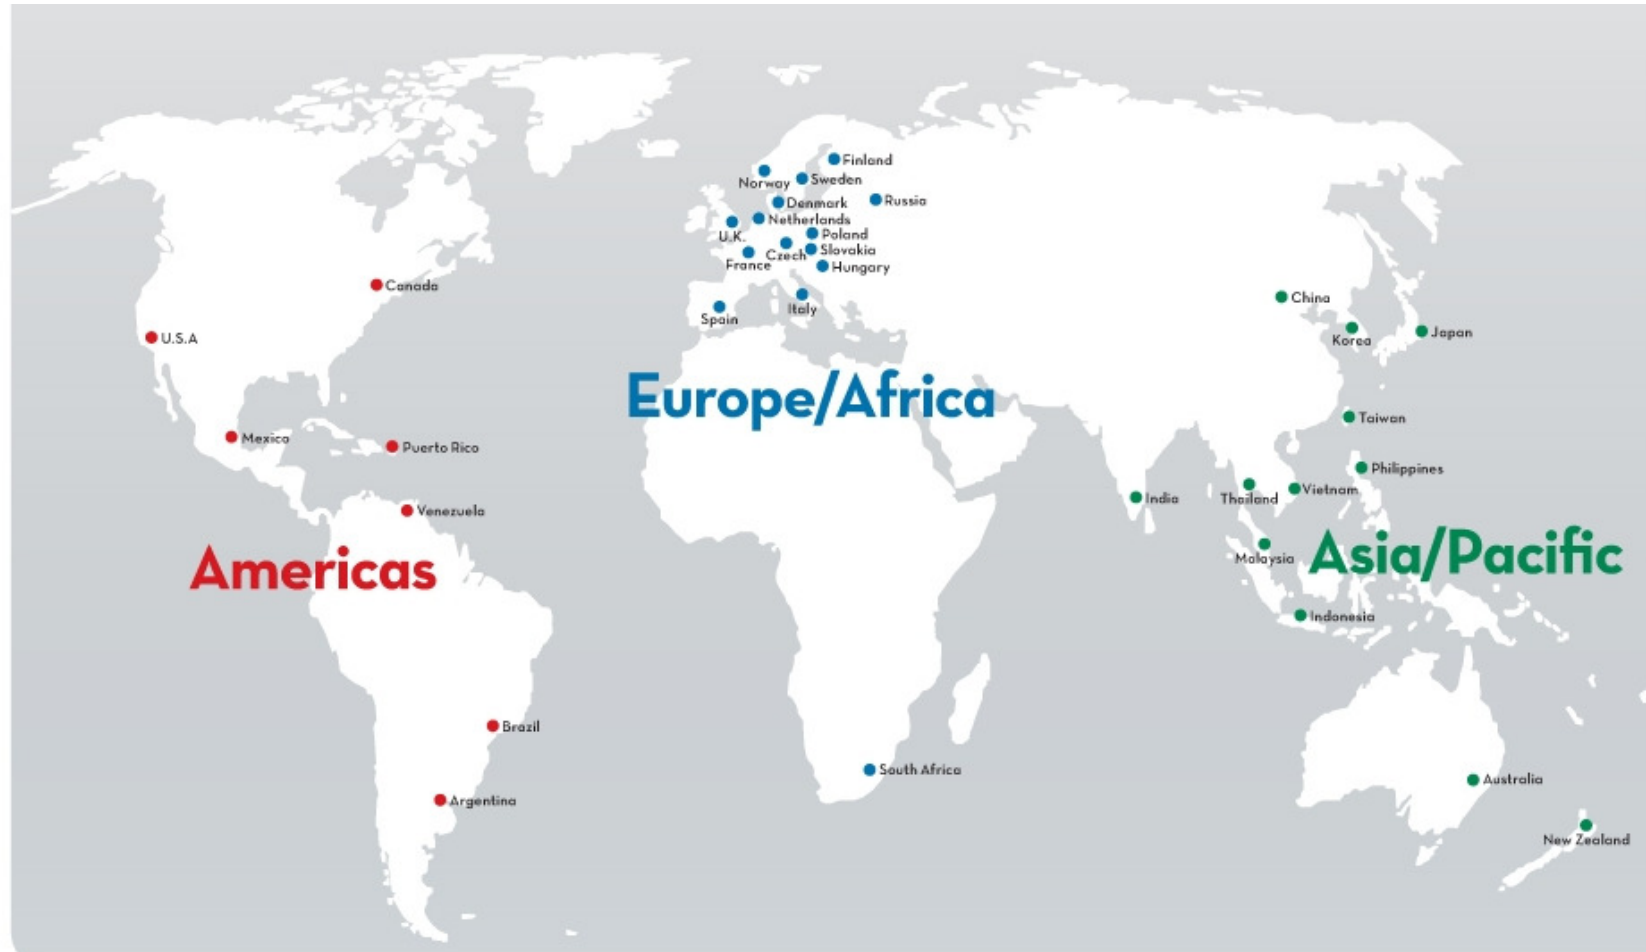 Finland
Norway
Sweden
Denmark
Russia
Netherlands
U.K.
Poland
Czech
Slovakia
France
Hungary
Canada
China
Italy
Spain
Korea
Japan
U.S.A
Europe/Africa
Taiwan
Mexico
Puerto Rico
Philippines
Thailand
Vietnam
India
Venezuela
Malaysia
Asia/Pacific
Americas
Indonesia
Brazil
South Africa
Australia
Argentina
New Zealand